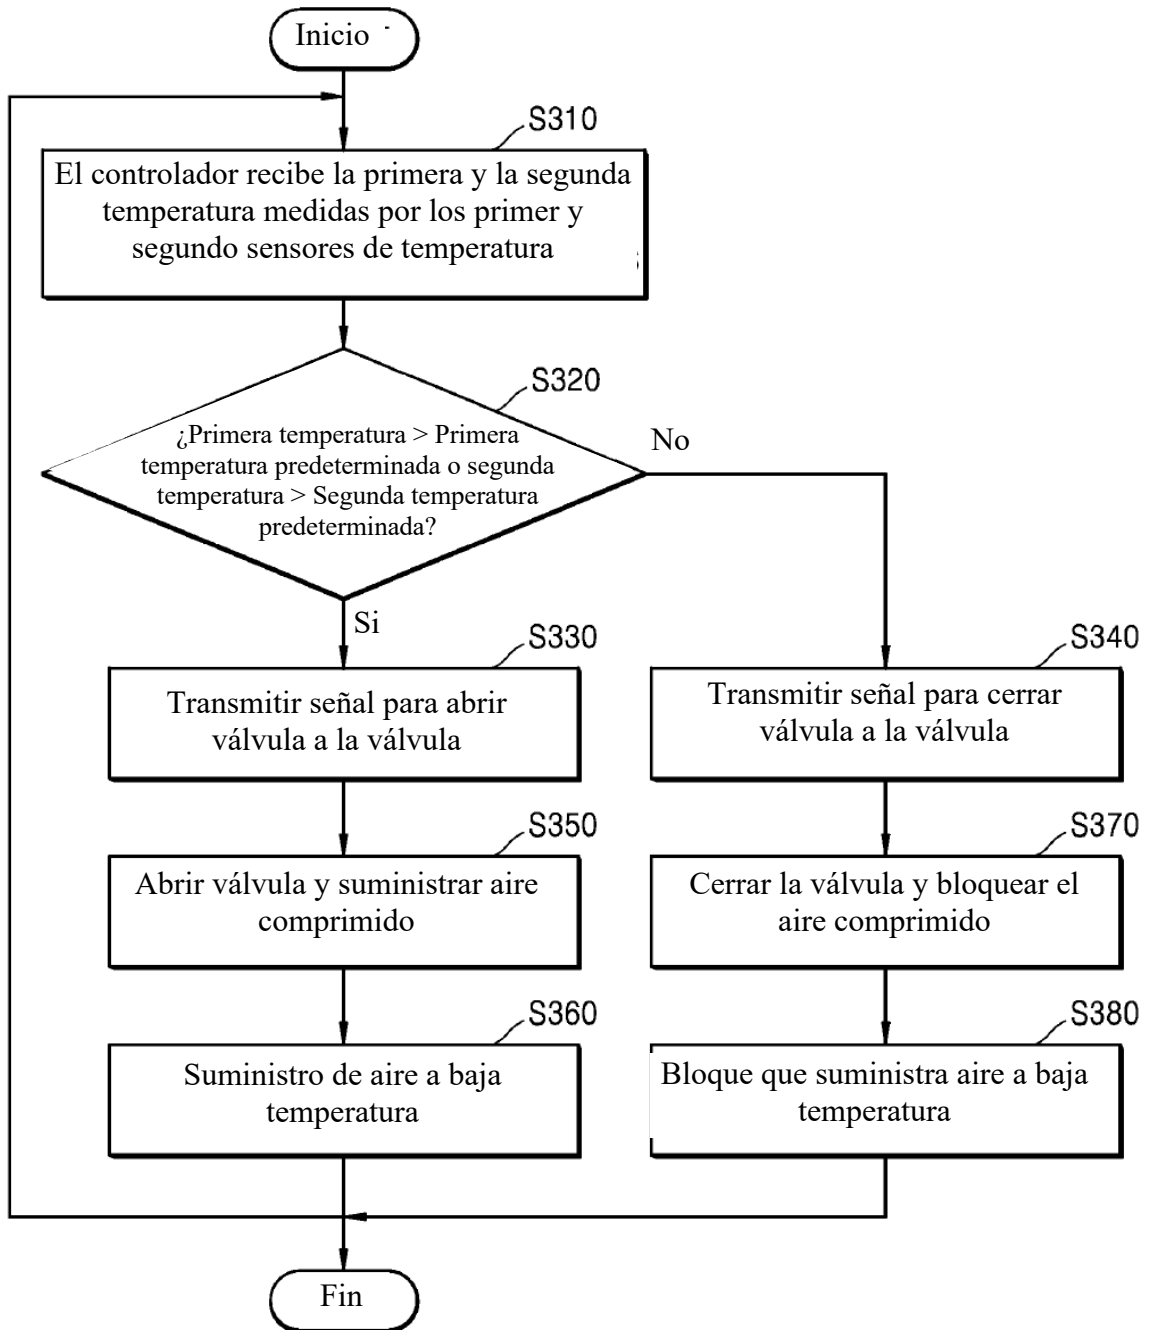 Inicio
S310
El controlador recibe la primera y la segunda
temperatura medidas por los primer y
segundo sensores de temperatura
S320
¿Primera temperatura > Primera
temperatura predeterminada o segunda
temperatura > Segunda temperatura
predeterminada?
No
Si
S330
Transmitir señal para abrir
válvula a la válvula
S340
Transmitir señal para cerrar
válvula a la válvula
S350
Abrir válvula y suministrar aire
comprimido
S370
Cerrar la válvula y bloquear el
aire comprimido
S360
Suministro de aire a baja
temperatura
S380
Bloque que suministra aire a baja
temperatura
Fin